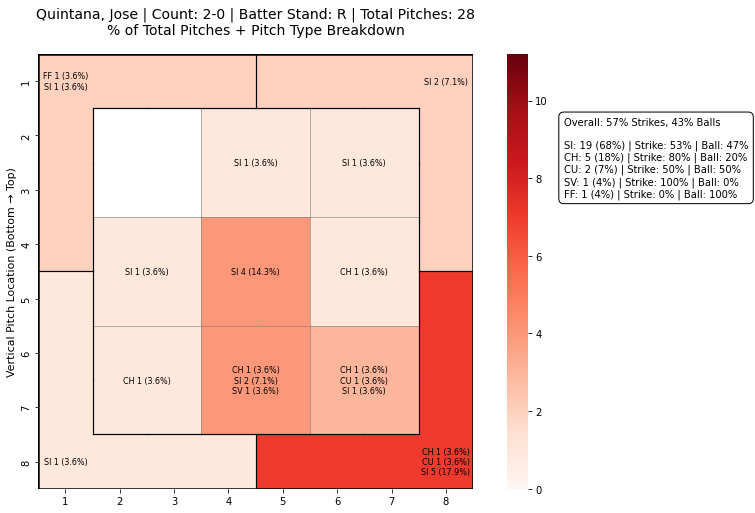 Quintana, Jose | Count: 2-0 | Batter Stand: R | Total Pitches: 28
% of Total Pitches + Pitch Type Breakdown
FF 1 (3.6%)
SI 1 (3.6%)
SI 2 (7.1%)
SI 1 (3.6%)
SI 1 (3.6%)
SI 1 (3.6%)
SI 4 (14.3%)
CH 1 (3.6%)
CH 1 (3.6%)
CH 1 (3.6%)
SI 2 (7.1%)
SV 1 (3.6%)
CH 1 (3.6%)
CU 1 (3.6%)
SI 1 (3.6%)
SI 1 (3.6%)
CH 1 (3.6%)
CU 1 (3.6%)
SI 5 (17.9%)
Vertical Pitch Location (Bottom → Top)
1
2
3
4
5
6
7
8
1
2
3
4
5
6
7
8
10
8
6
4
2
0
Overall: 57% Strikes, 43% Balls
SI: 19 (68%) | Strike: 53% | Ball: 47%
CH: 5 (18%) | Strike: 80% | Ball: 20%
CU: 2 (7%) | Strike: 50% | Ball: 50%
SV: 1 (4%) | Strike: 100% | Ball: 0%
FF: 1 (4%) | Strike: 0% | Ball: 100%